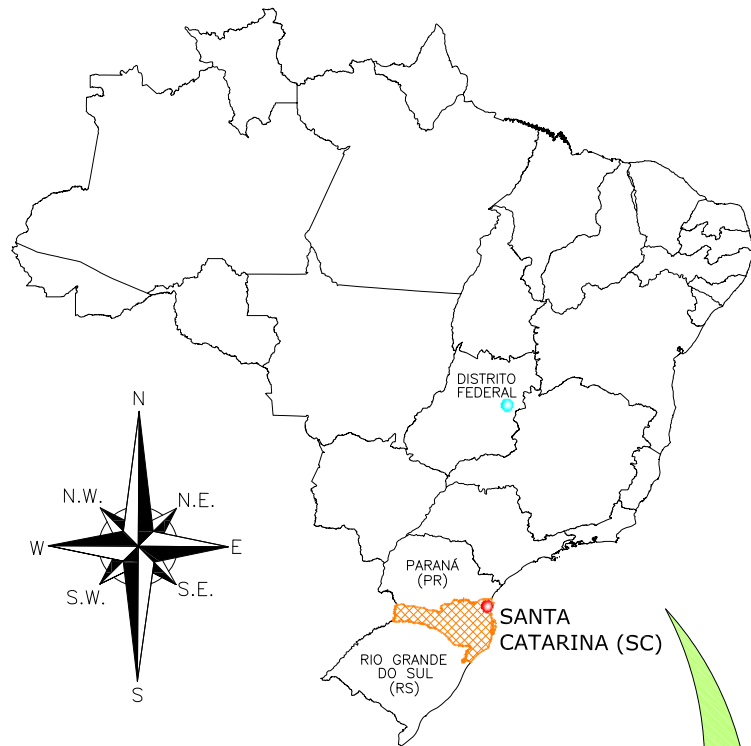 DISTRITO
FEDERAL
N
N.W.
N.E.
W
E
S.W.
S.E.
S
PARANÁ
(PR)
SANTA
CATARINA (SC)
RIO GRANDE
DO SUL
(RS)